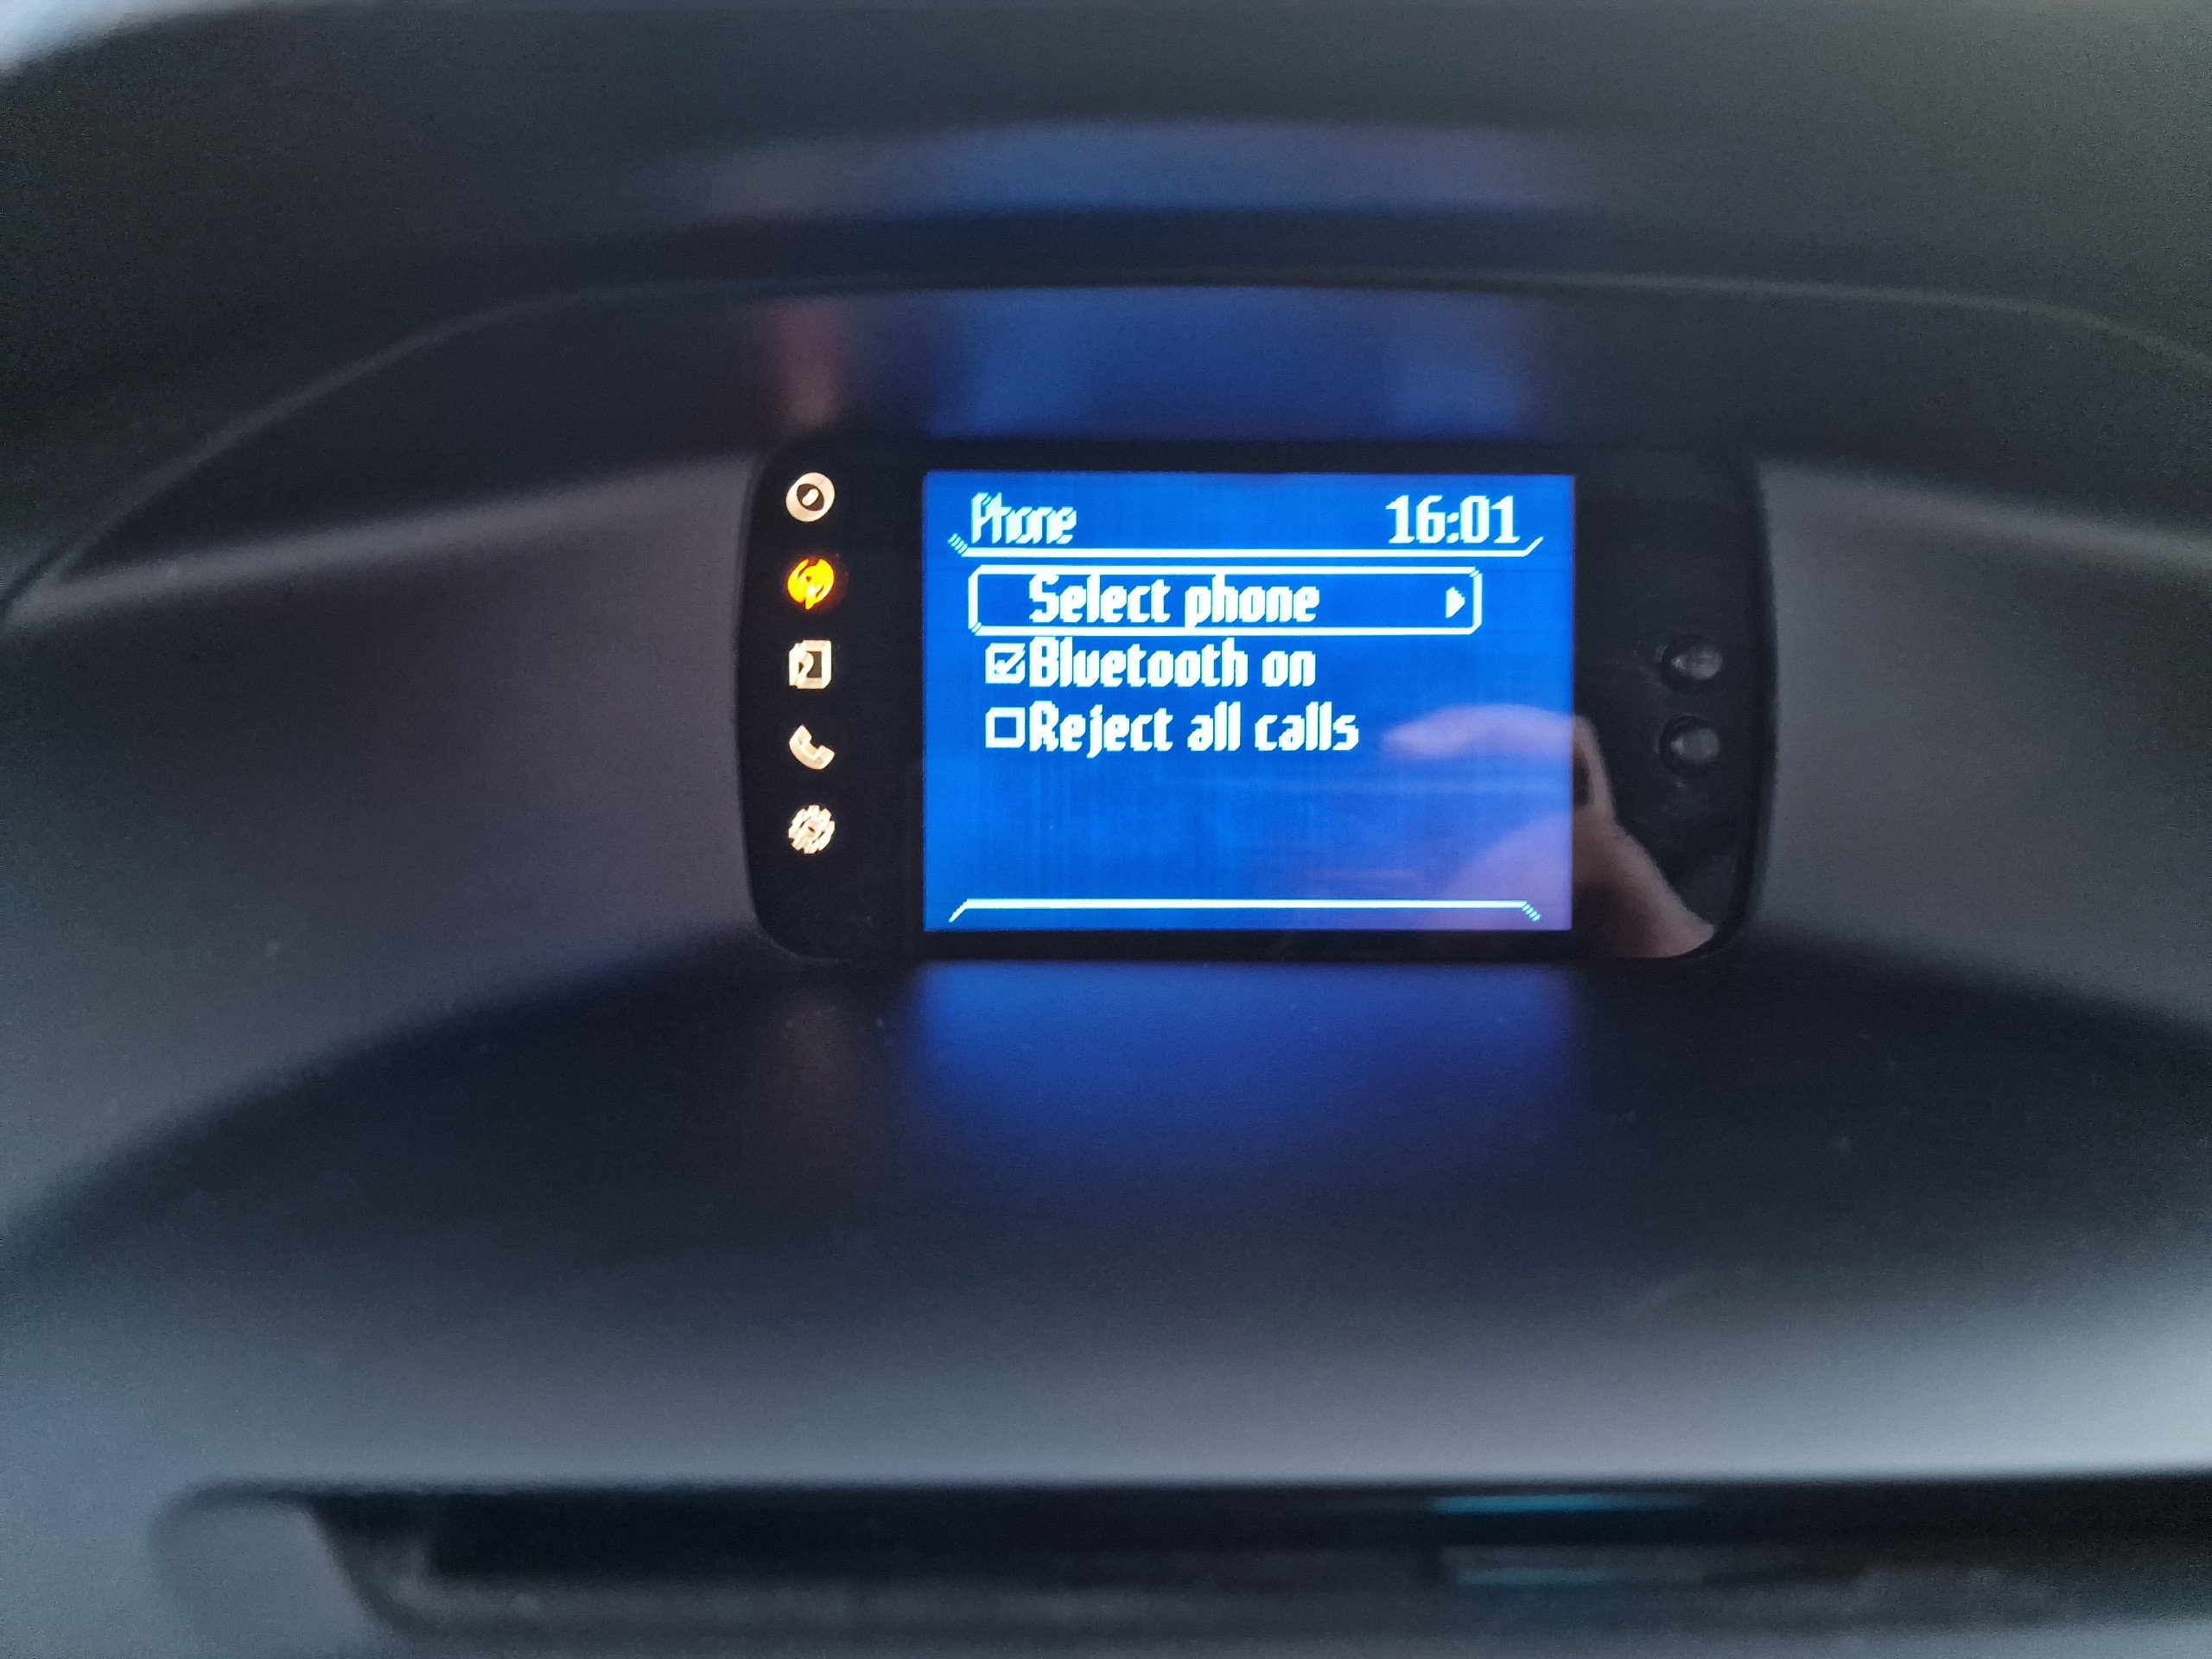 Phone 16:01
Select phone
Bluetooth on
Reject all calls